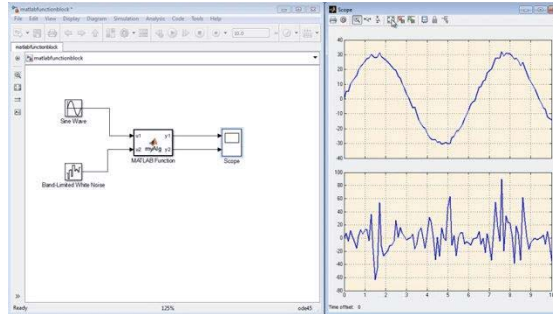 matlabfunctionblock *
File Edit View Display Diagram Simulation Analysis Code Tools Help
matlabfunctionblock
matlabfunctionblock
Sine Wave
u1 y1
u2 y2
myAlg
MATLAB Function
Scope
Band-Limited White Noise
Ready 125% ode45
Scope
40
30
20
10
0
-10
-20
-30
-40
100
80
60
40
20
0
-20
-40
-60
-80
0 1 2 3 4 5 6 7 8 9 10
Time offset: 0